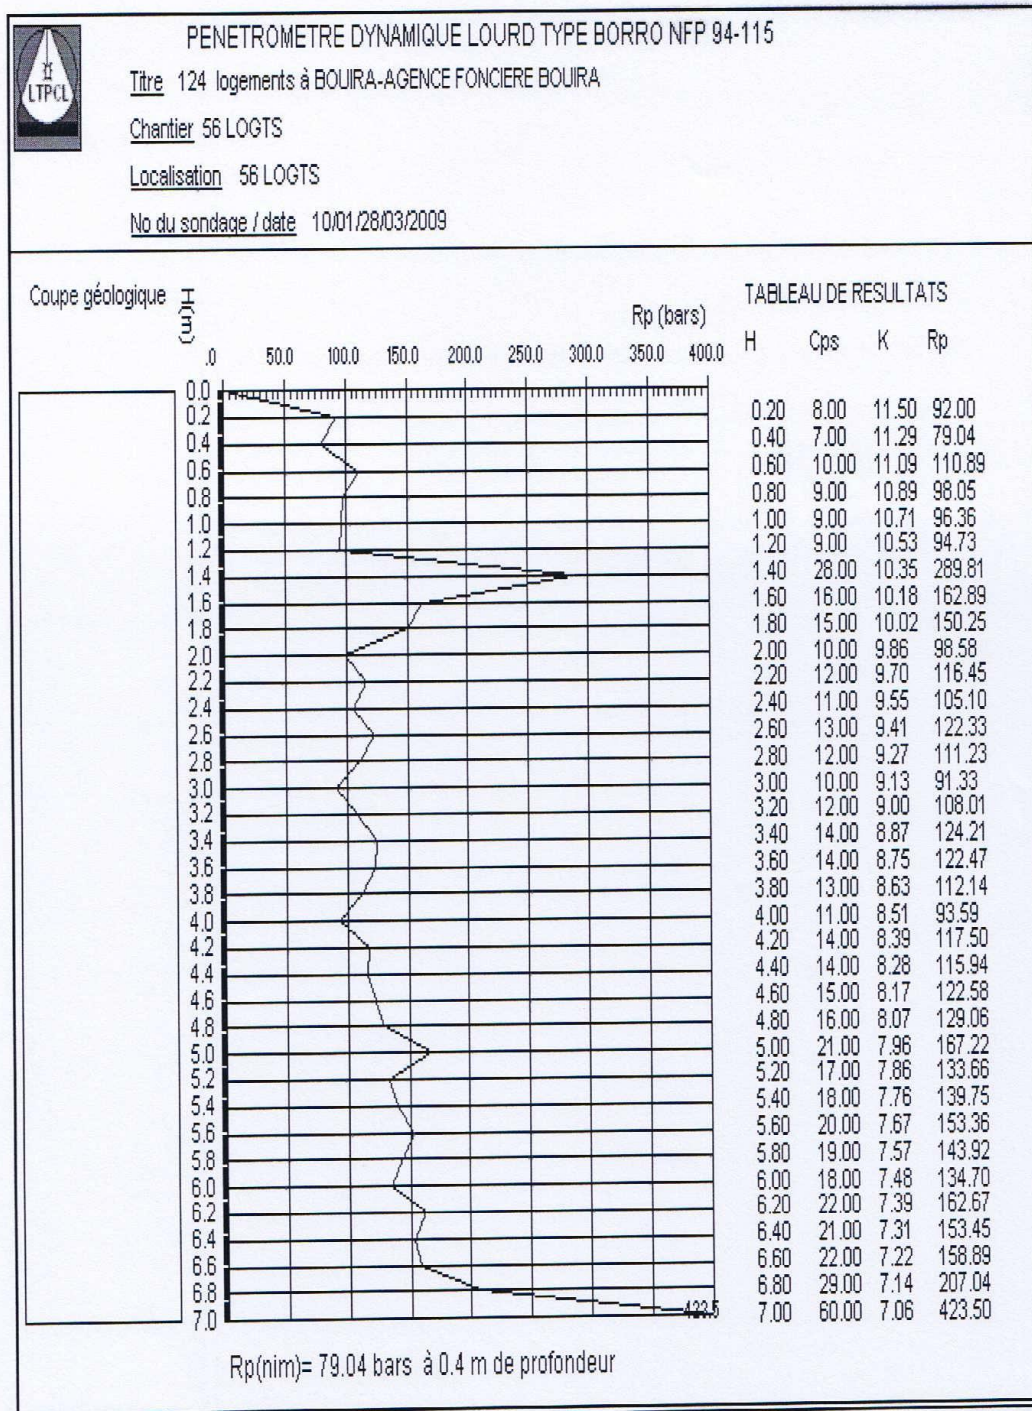 LTPCL
PENETROMETRE DYNAMIQUE LOURD TYPE BORRO NFP 94-115
Titre 124 logements à BOUIRA-AGENCE FONCIERE BOUIRA
Chantier 56 LOGTS
Localisation 56 LOGTS
No du sondage / date 10/01/28/03/2009
Coupe géologique
H(m)
Rp (bars)
.0 50.0 100.0 150.0 200.0 250.0 300.0 350.0 400.0
0.0
0.2
0.4
0.6
0.8
1.0
1.2
1.4
1.6
1.8
2.0
2.2
2.4
2.6
2.8
3.0
3.2
3.4
3.6
3.8
4.0
4.2
4.4
4.6
4.8
5.0
5.2
5.4
5.6
5.8
6.0
6.2
6.4
6.6
6.8
7.0
423.5
TABLEAU DE RESULTATS
H Cps K Rp
0.20 8.00 11.50 92.00
0.40 7.00 11.29 79.04
0.60 10.00 11.09 110.89
0.80 9.00 10.89 98.05
1.00 9.00 10.71 96.36
1.20 9.00 10.53 94.73
1.40 28.00 10.35 289.81
1.60 16.00 10.18 162.89
1.80 15.00 10.02 150.25
2.00 10.00 9.86 98.58
2.20 12.00 9.70 116.45
2.40 11.00 9.55 105.10
2.60 13.00 9.41 122.33
2.80 12.00 9.27 111.23
3.00 10.00 9.13 91.33
3.20 12.00 9.00 108.01
3.40 14.00 8.87 124.21
3.60 14.00 8.75 122.47
3.80 13.00 8.63 112.14
4.00 11.00 8.51 93.59
4.20 14.00 8.39 117.50
4.40 14.00 8.28 115.94
4.60 15.00 8.17 122.58
4.80 16.00 8.07 129.06
5.00 21.00 7.96 167.22
5.20 17.00 7.86 133.66
5.40 18.00 7.76 139.75
5.60 20.00 7.67 153.36
5.80 19.00 7.57 143.92
6.00 18.00 7.48 134.70
6.20 22.00 7.39 162.67
6.40 21.00 7.31 153.45
6.60 22.00 7.22 158.89
6.80 29.00 7.14 207.04
7.00 60.00 7.06 423.50
Rp(nim)= 79.04 bars à 0.4 m de profondeur